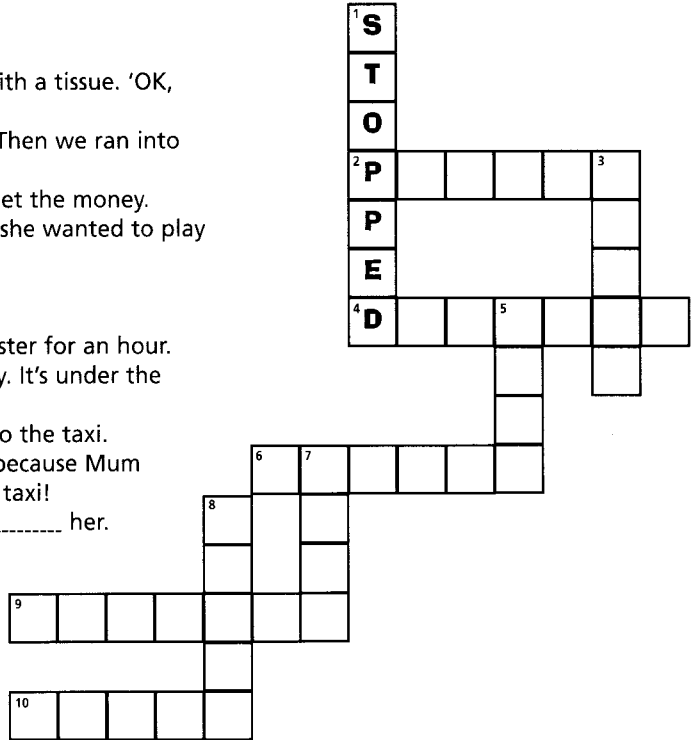 ith a tissue. 'OK,
Then we ran into
et the money.
she wanted to play
ster for an hour.
y. It's under the
o the taxi.
because Mum
taxi!
________ her.
1 S
T
O
2 P 3
P
E
4 D 5
6 7
8
9
10